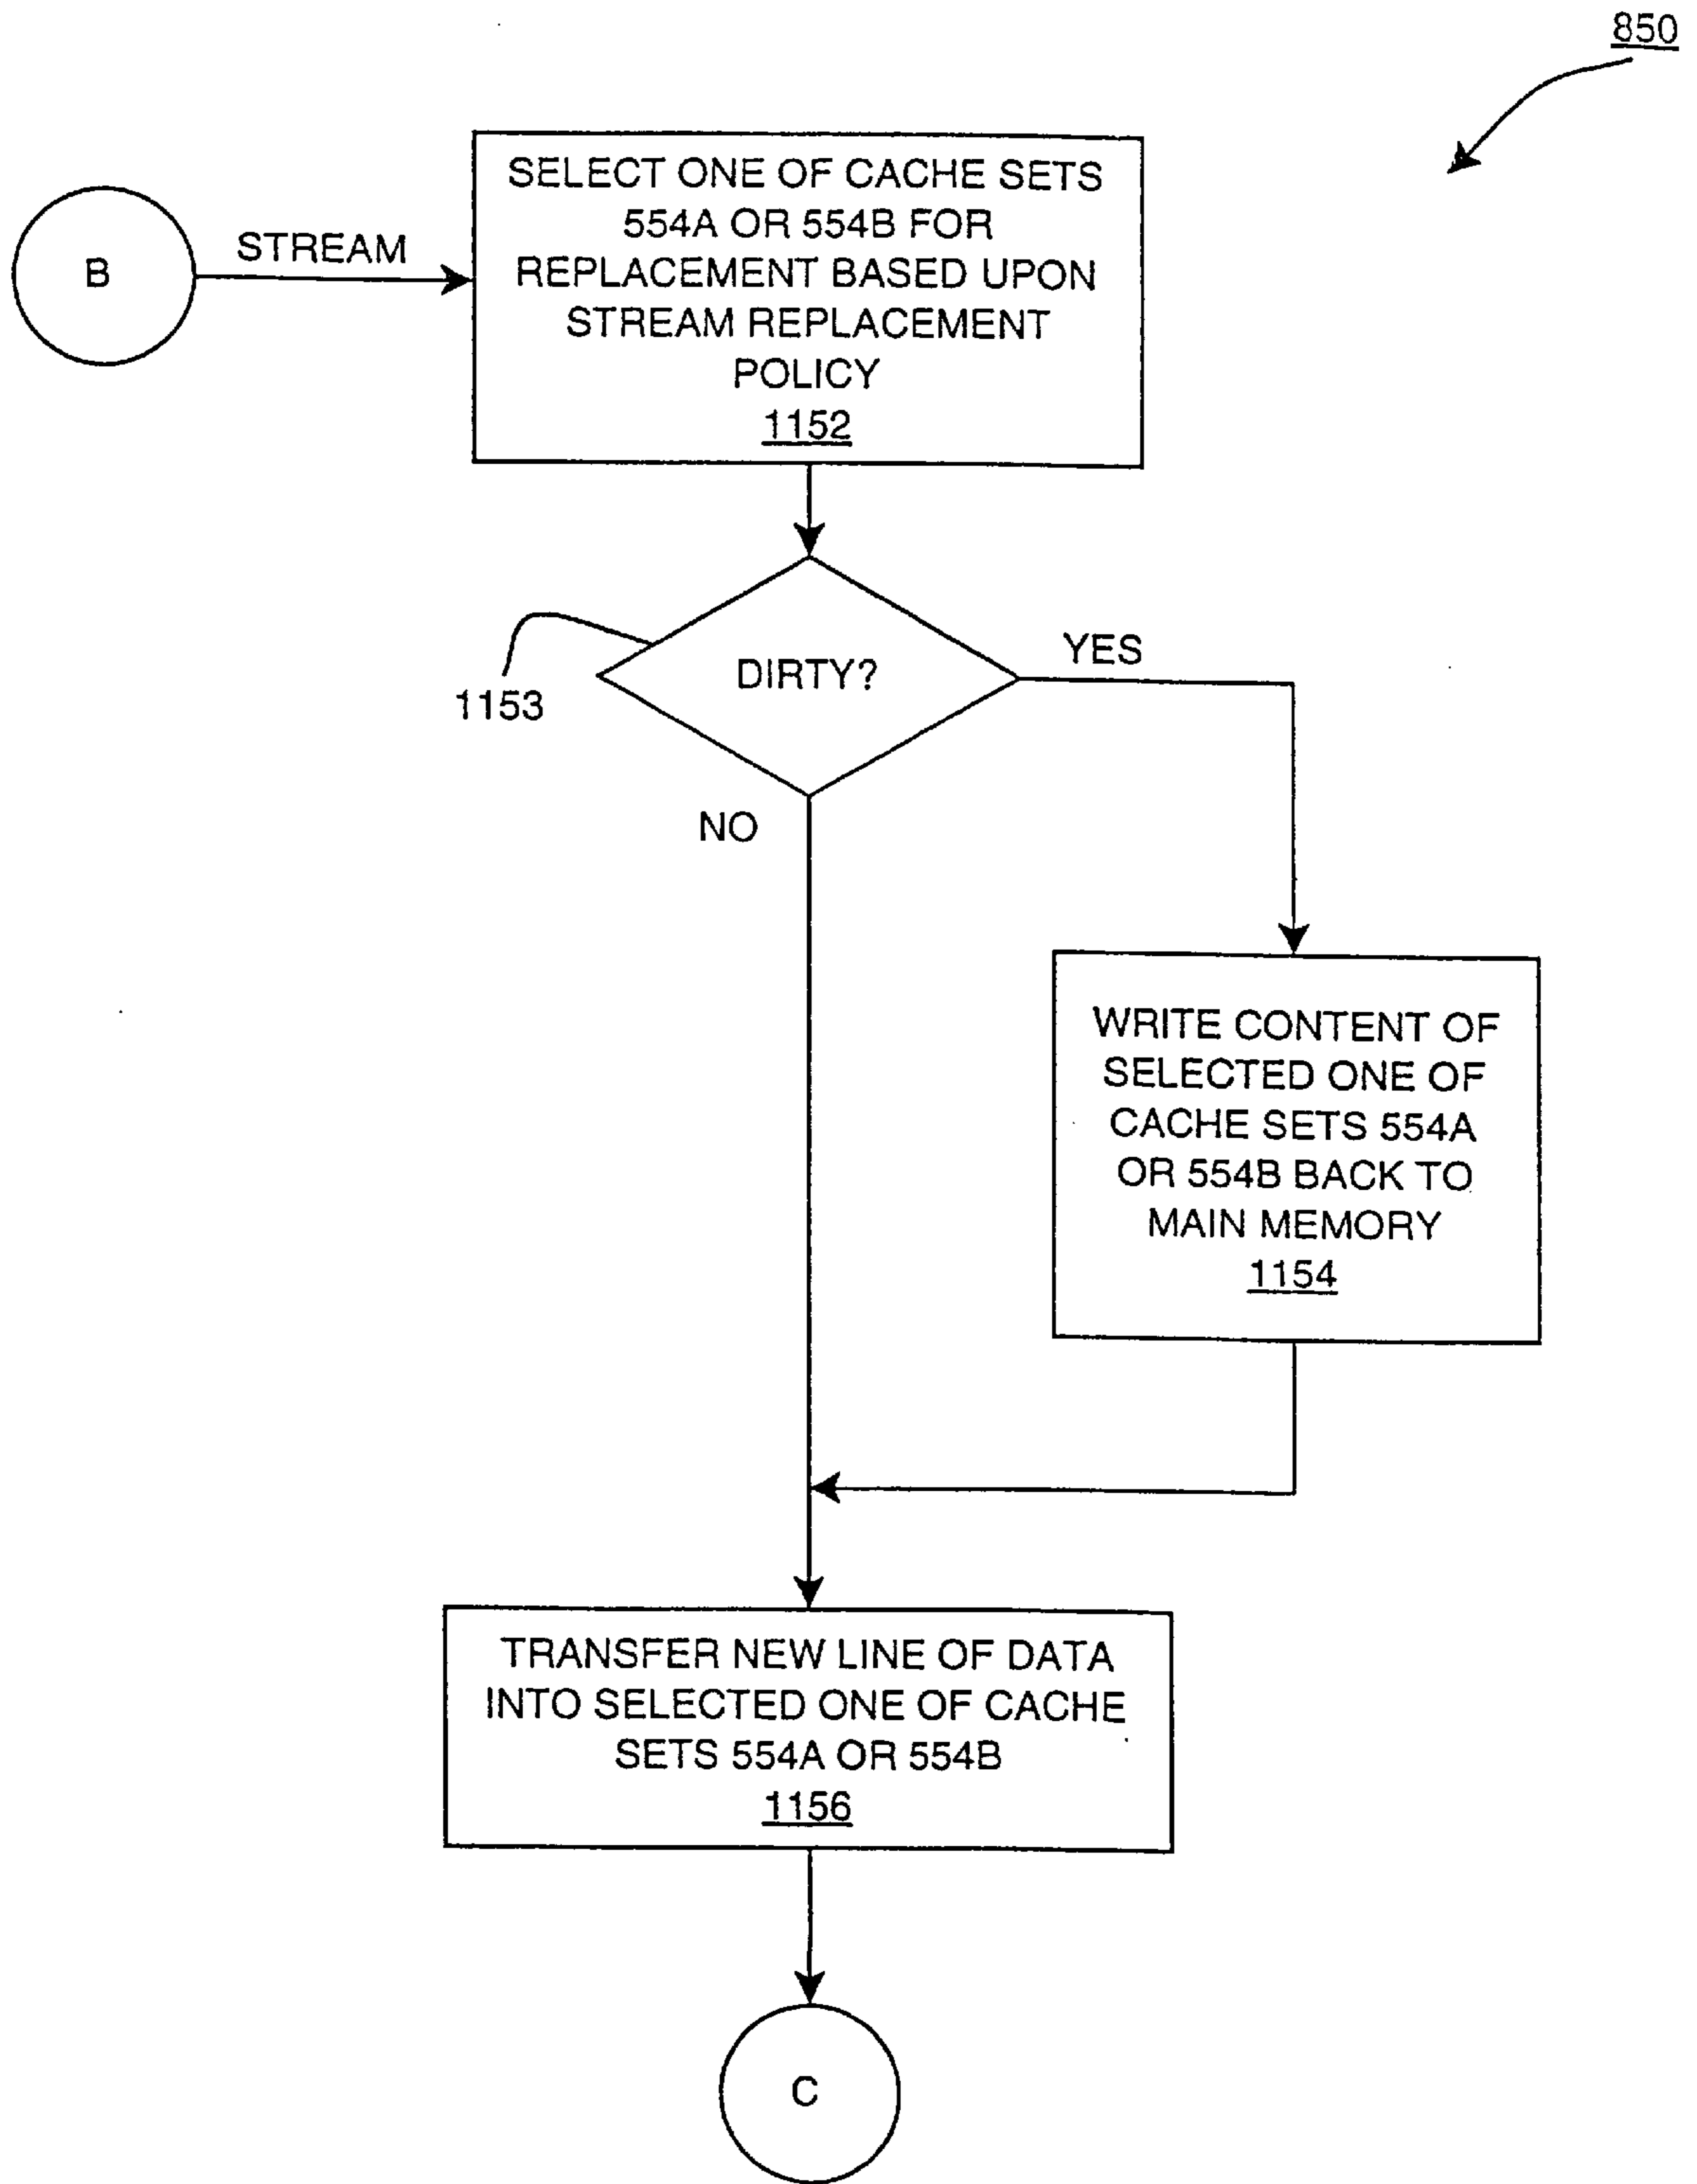 850
SELECT ONE OF CACHE SETS
554A OR 554B FOR
REPLACEMENT BASED UPON
STREAM REPLACEMENT
POLICY
1152
B
STREAM
DIRTY?
YES
1153
NO
WRITE CONTENT OF
SELECTED ONE OF
CACHE SETS 554A
OR 554B BACK TO
MAIN MEMORY
1154
TRANSFER NEW LINE OF DATA
INTO SELECTED ONE OF CACHE
SETS 554A OR 554B
1156
C